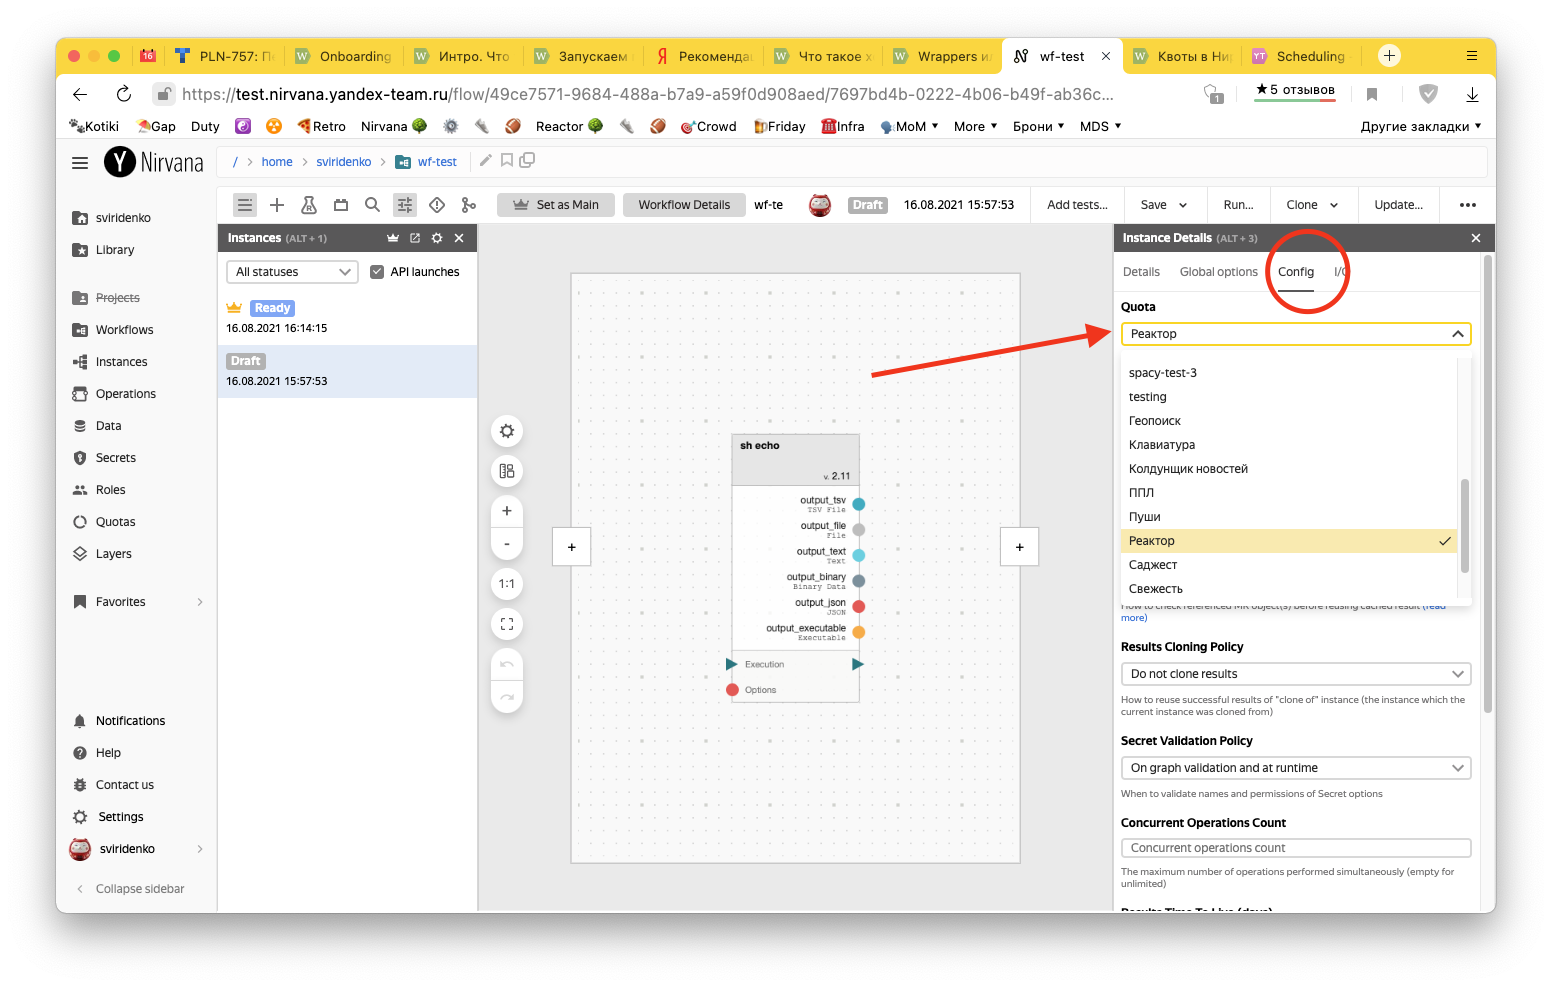 16
PLN-757: П
Onboarding
Интро. Что
Запускаем
Рекоменда
Что такое х
Wrappers и
wf-test
Квоты в Ни
Scheduling
https://test.nirvana.yandex-team.ru/flow/49ce7571-9684-488a-b7a9-a59f0d908aed/7697bd4b-0222-4b06-b49f-ab36c...
1
★5 отзывов
Kotiki
Gap
Duty
Retro
Nirvana
Reactor
Crowd
Friday
Infra
MoM
More
Брони
MDS
Другие закладки
Nirvana
/ > home > sviridenko > wf-test
Set as Main
Workflow Details
wf-te
Draft
16.08.2021 15:57:53
Add tests...
Save
Run...
Clone
Update...
sviridenko
Library
Projects
Workflows
Instances
Operations
Data
Secrets
Roles
Quotas
Layers
Favorites
Notifications
Help
Contact us
Settings
sviridenko
Collapse sidebar
Instances (ALT + 1)
All statuses
API launches
Ready
16.08.2021 16:14:15
Draft
16.08.2021 15:57:53
+
-
1:1
+
+
sh echo
v. 2.11
output_tsv
TSV File
output_file
File
output_text
Text
output_binary
Binary Data
output_json
JSON
output_executable
Executable
Execution
Options
Instance Details (ALT + 3)
Details
Global options
Config
I/O
Quota
Реактор
spacy-test-3
testing
Геопоиск
Клавиатура
Колдунщик новостей
ППЛ
Пуши
Реактор
Саджест
Свежесть
How to check referenced MR object(s) before reusing cached result (read
more)
Results Cloning Policy
Do not clone results
How to reuse successful results of "clone of" instance (the instance which the
current instance was cloned from)
Secret Validation Policy
On graph validation and at runtime
When to validate names and permissions of Secret options
Concurrent Operations Count
Concurrent operations count
The maximum number of operations performed simultaneously (empty for
unlimited)
Results Time To Live (days)